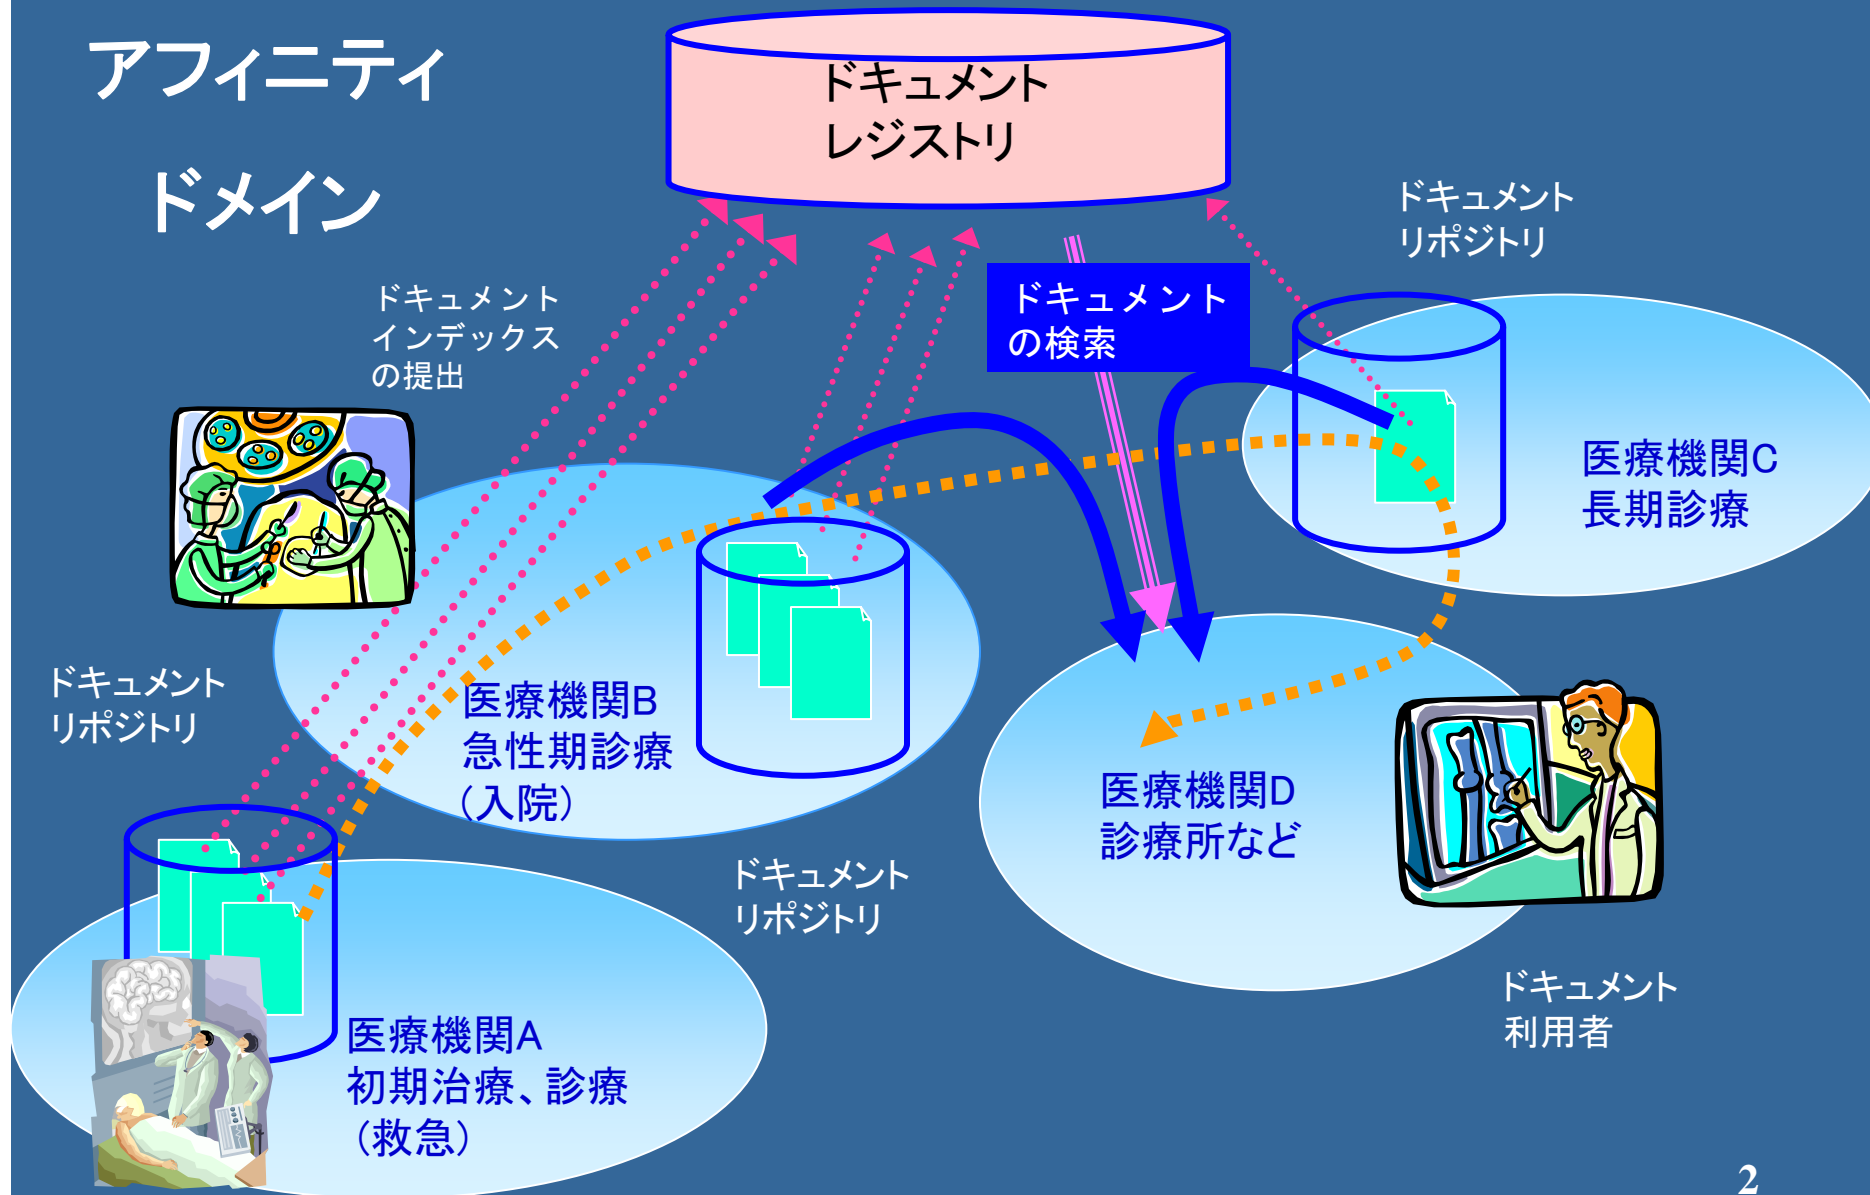 アフィニティ
ドメイン
ドキュメント
レジストリ
ドキュメント
リポジトリ
ドキュメント
インデックス
の提出
ドキュメント
の検索
医療機関C
長期診療
ドキュメント
リポジトリ
医療機関B
急性期診療
(入院)
医療機関D
診療所など
ドキュメント
リポジトリ
ドキュメント
利用者
医療機関A
初期治療、診療
(救急)
2